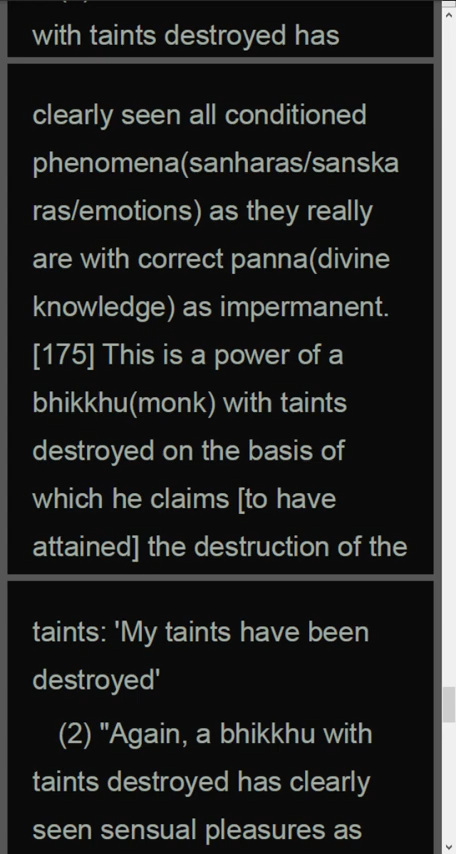 with taints destroyed has
clearly seen all conditioned
phenomena(sanharas/sanska
ras/emotions) as they really
are with correct panna(divine
knowledge) as impermanent.
[175] This is a power of a
bhikkhu(monk) with taints
destroyed on the basis of
which he claims [to have
attained] the destruction of the
taints: 'My taints have been
destroyed'
(2) "Again, a bhikkhu with
taints destroyed has clearly
seen sensual pleasures as